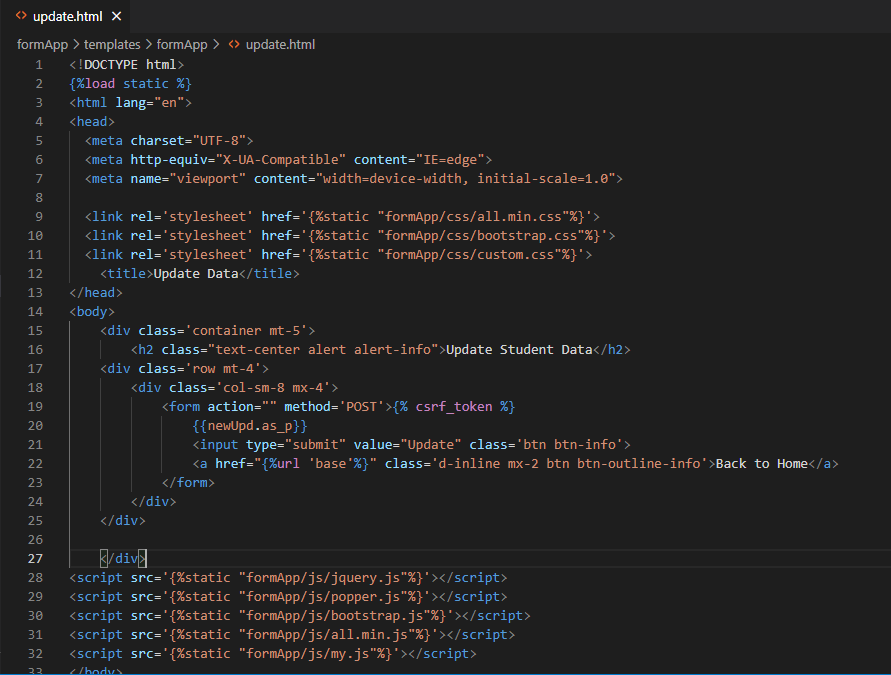 update.html ×
formApp > templates > formApp > <> update.html
1 <!DOCTYPE html>
2 {%load static %}
3 <html lang="en">
4 <head>
5   <meta charset="UTF-8">
6   <meta http-equiv="X-UA-Compatible" content="IE=edge">
7   <meta name="viewport" content="width=device-width, initial-scale=1.0">
8
9   <link rel='stylesheet' href='{%static "formApp/css/all.min.css"%}'>
10   <link rel='stylesheet' href='{%static "formApp/css/bootstrap.css"%}'>
11   <link rel='stylesheet' href='{%static "formApp/css/custom.css"%}'>
12     <title>Update Data</title>
13 </head>
14 <body>
15     <div class='container mt-5'>
16         <h2 class="text-center alert alert-info">Update Student Data</h2>
17     <div class='row mt-4'>
18         <div class='col-sm-8 mx-4'>
19             <form action="" method='POST'>{% csrf_token %}
20                 {{newUpd.as_p}}
21                 <input type="submit" value="Update" class='btn btn-info'>
22                 <a href="{%url 'base'%}" class='d-inline mx-2 btn btn-outline-info'>Back to Home</a>
23             </form>
24         </div>
25     </div>
26
27     </div>
28 <script src='{%static "formApp/js/jquery.js"%}'></script>
29 <script src='{%static "formApp/js/popper.js"%}'></script>
30 <script src='{%static "formApp/js/bootstrap.js"%}'></script>
31 <script src='{%static "formApp/js/all.min.js"%}'></script>
32 <script src='{%static "formApp/js/my.js"%}'></script>
33 </body>